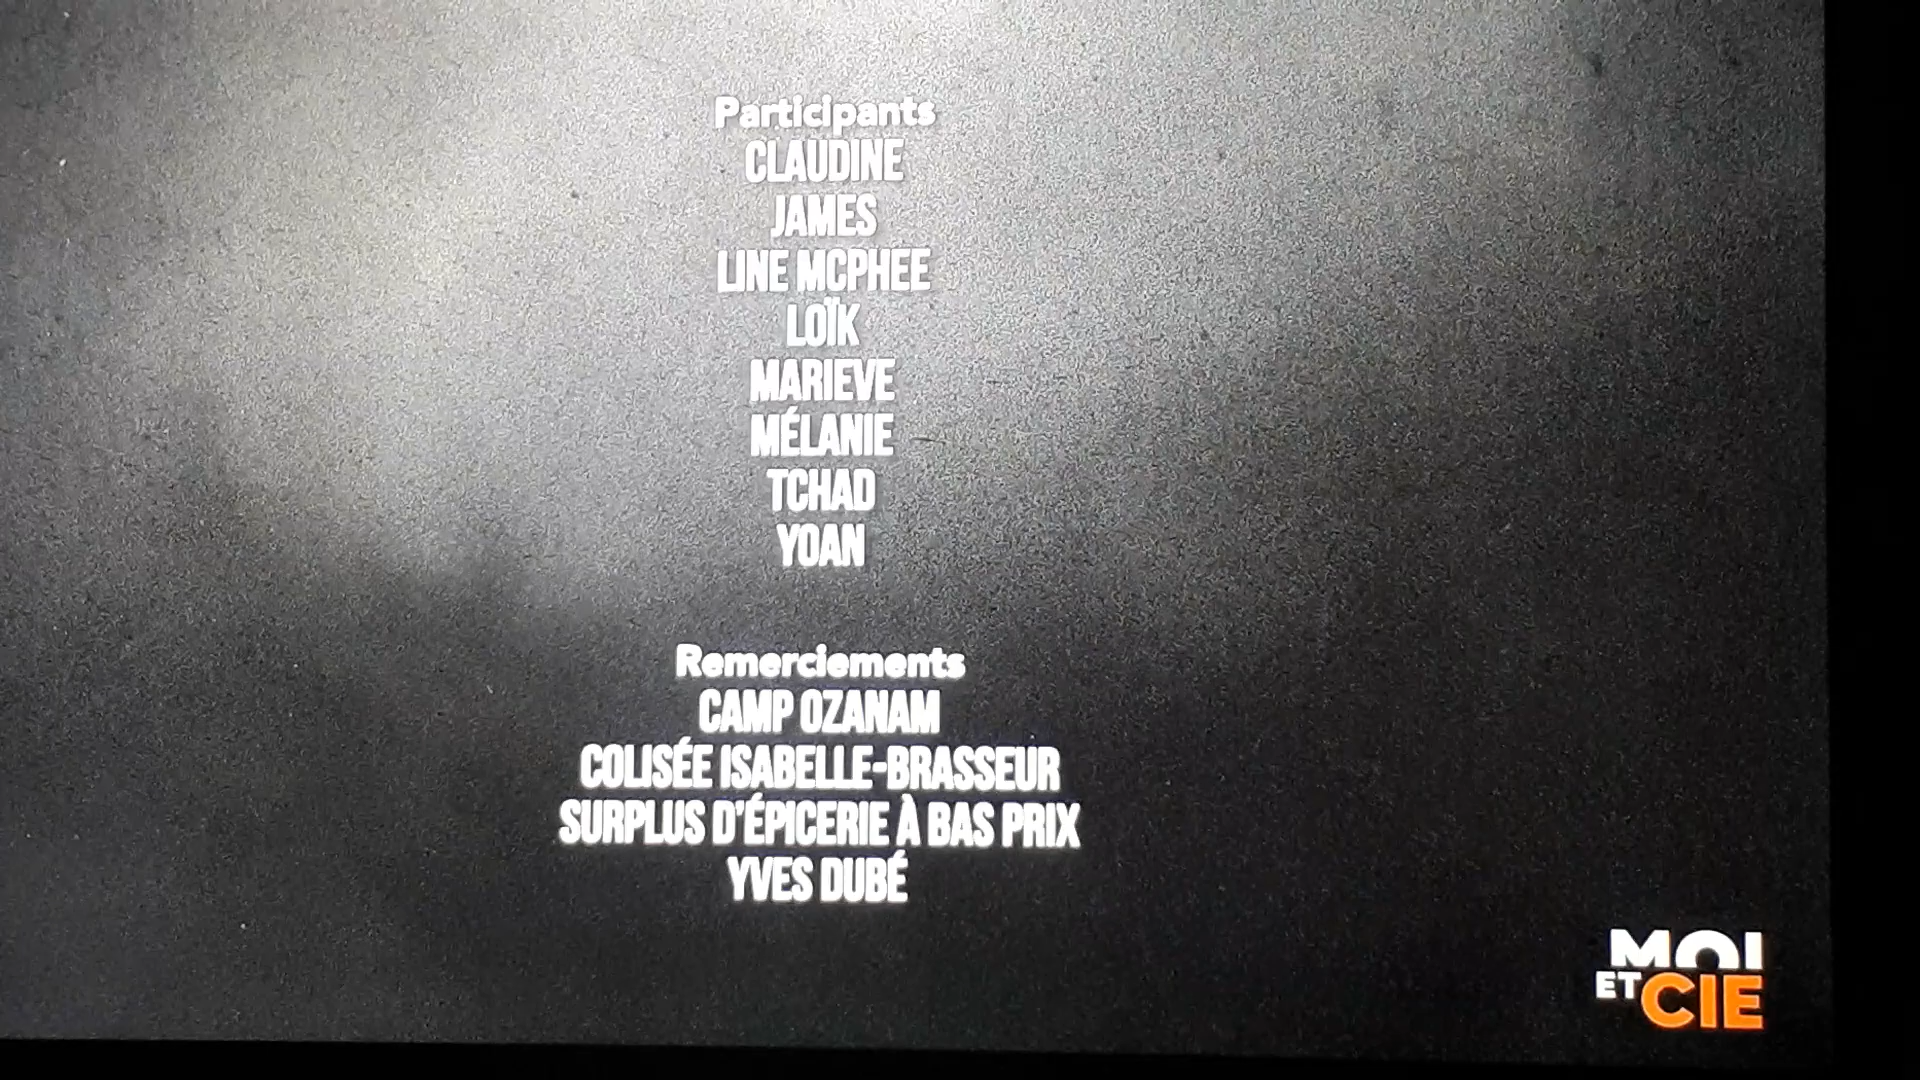 Participants
CLAUDINE
JAMES
LINE MCPHEE
LOÏK
MARIEVE
MÉLANIE
TCHAD
YOAN
Remerciements
CAMP OZANAM
COLISÉE ISABELLE-BRASSEUR
SURPLUS D'ÉPICERIE À BAS PRIX
YVES DUBÉ
MOI
ET CIE